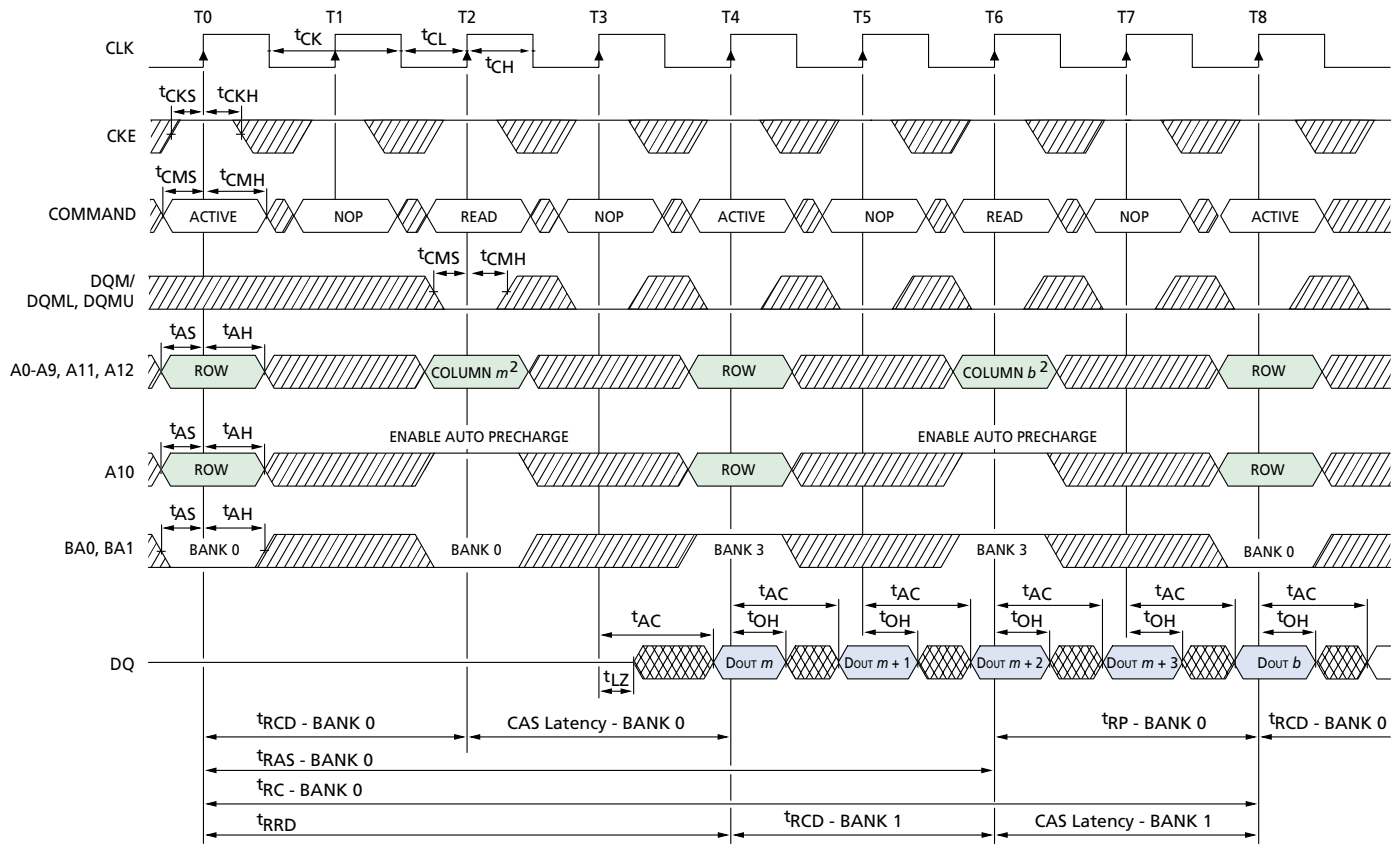 T0 T1 T2 T3 T4 T5 T6 T7 T8
CLK
tCK tCL tCH
tCKS tCKH
CKE
tCMS tCMH
COMMAND ACTIVE NOP READ NOP ACTIVE NOP READ NOP ACTIVE
tCMS tCMH
DQM/
DQML, DQMU
tAS tAH
A0-A9, A11, A12 ROW COLUMN m2 ROW COLUMN b2 ROW
tAS tAH ENABLE AUTO PRECHARGE ENABLE AUTO PRECHARGE
A10 ROW ROW ROW
tAS tAH
BA0, BA1 BANK 0 BANK 0 BANK 3 BANK 3 BANK 0
tAC tAC tAC tAC tAC tAC
tOH tOH tOH tOH tOH
DQ DOUT m DOUT m + 1 DOUT m + 2 DOUT m + 3 DOUT b
tLZ
tRCD - BANK 0 CAS Latency - BANK 0 tRP - BANK 0 tRCD - BANK 0
tRAS - BANK 0
tRC - BANK 0
tRRD tRCD - BANK 1 CAS Latency - BANK 1